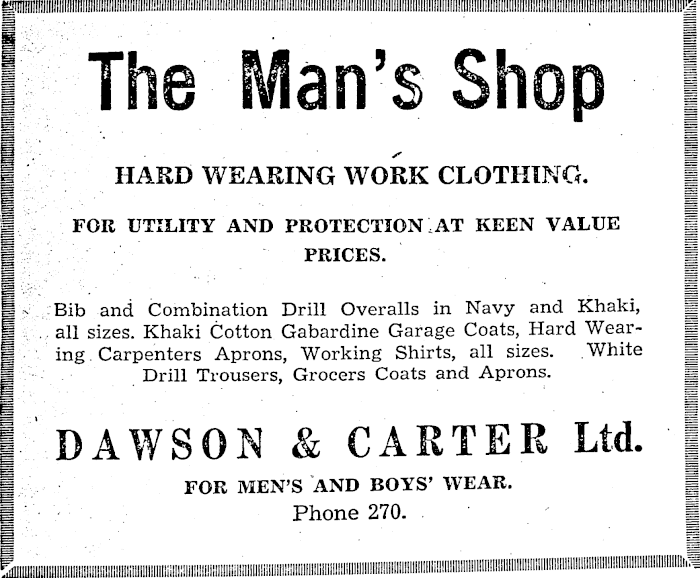 The Man's Shop
HARD WEARING WORK CLOTHING.
FOR UTILITY AND PROTECTION AT KEEN VALUE
PRICES.
Bib and Combination Drill Overalls in Navy and Khaki,
all sizes. Khaki Cotton Gabardine Garage Coats, Hard Wear-
ing Carpenters Aprons, Working Shirts, all sizes. White
Drill Trousers, Grocers Coats and Aprons.
DAWSON & CARTER Ltd.
FOR MEN'S AND BOYS' WEAR.
Phone 270.